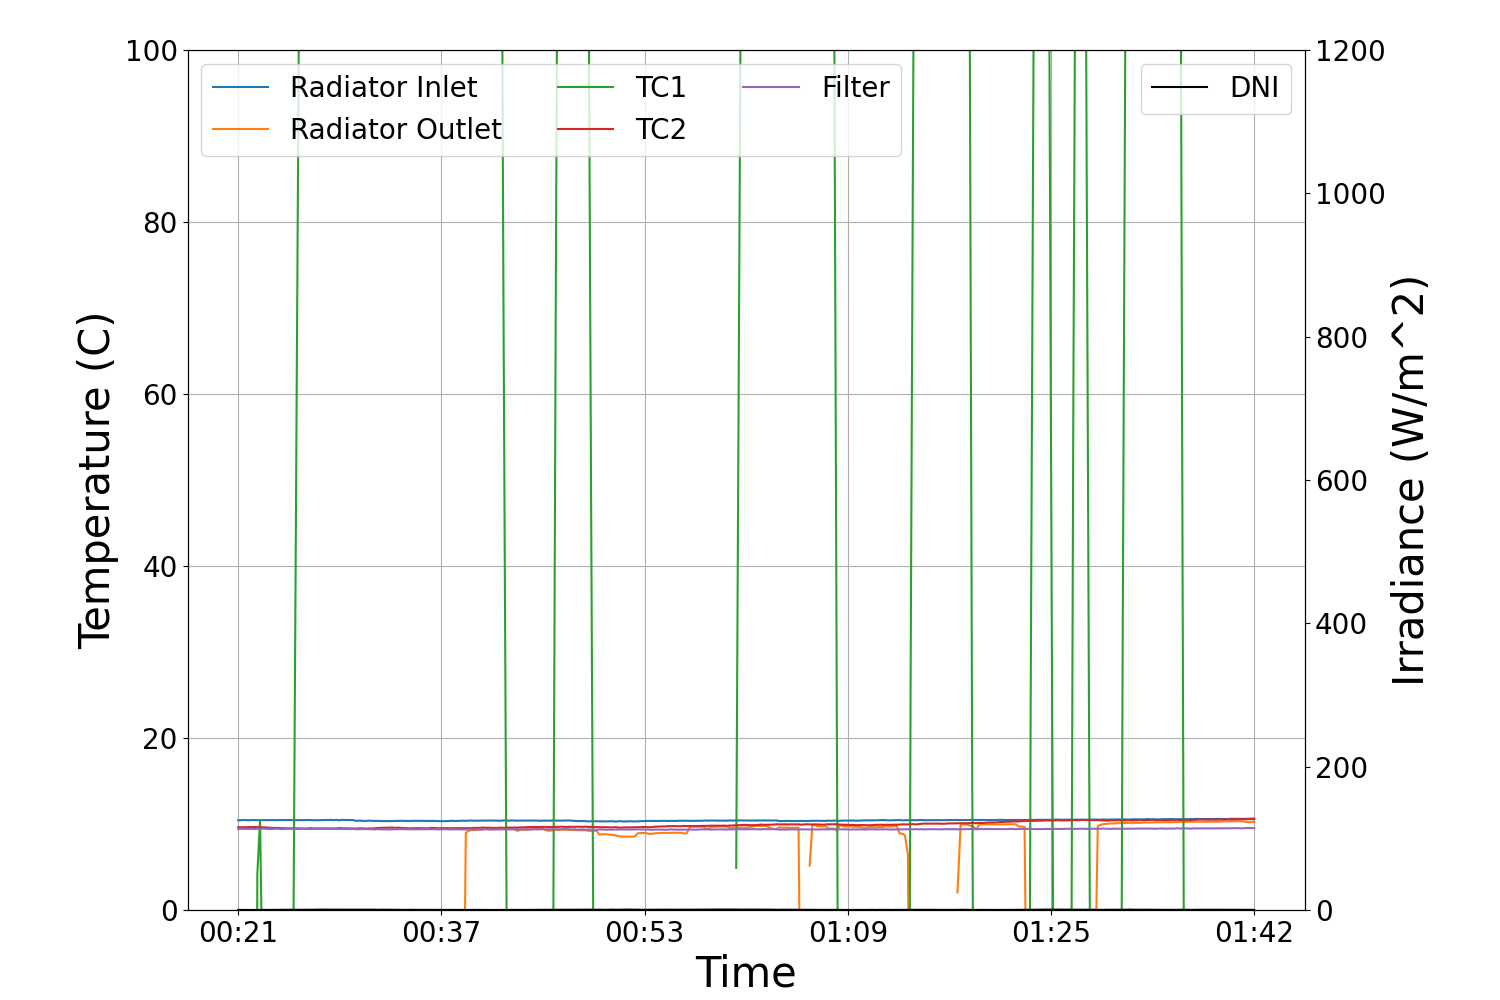 100
80
60
40
20
0
Temperature (C)
Radiator Inlet
Radiator Outlet
TC1
TC2
Filter
DNI
1200
1000
800
600
400
200
0
Irradiance (W/m^2)
00:21 00:37 00:53 01:09 01:25 01:42
Time